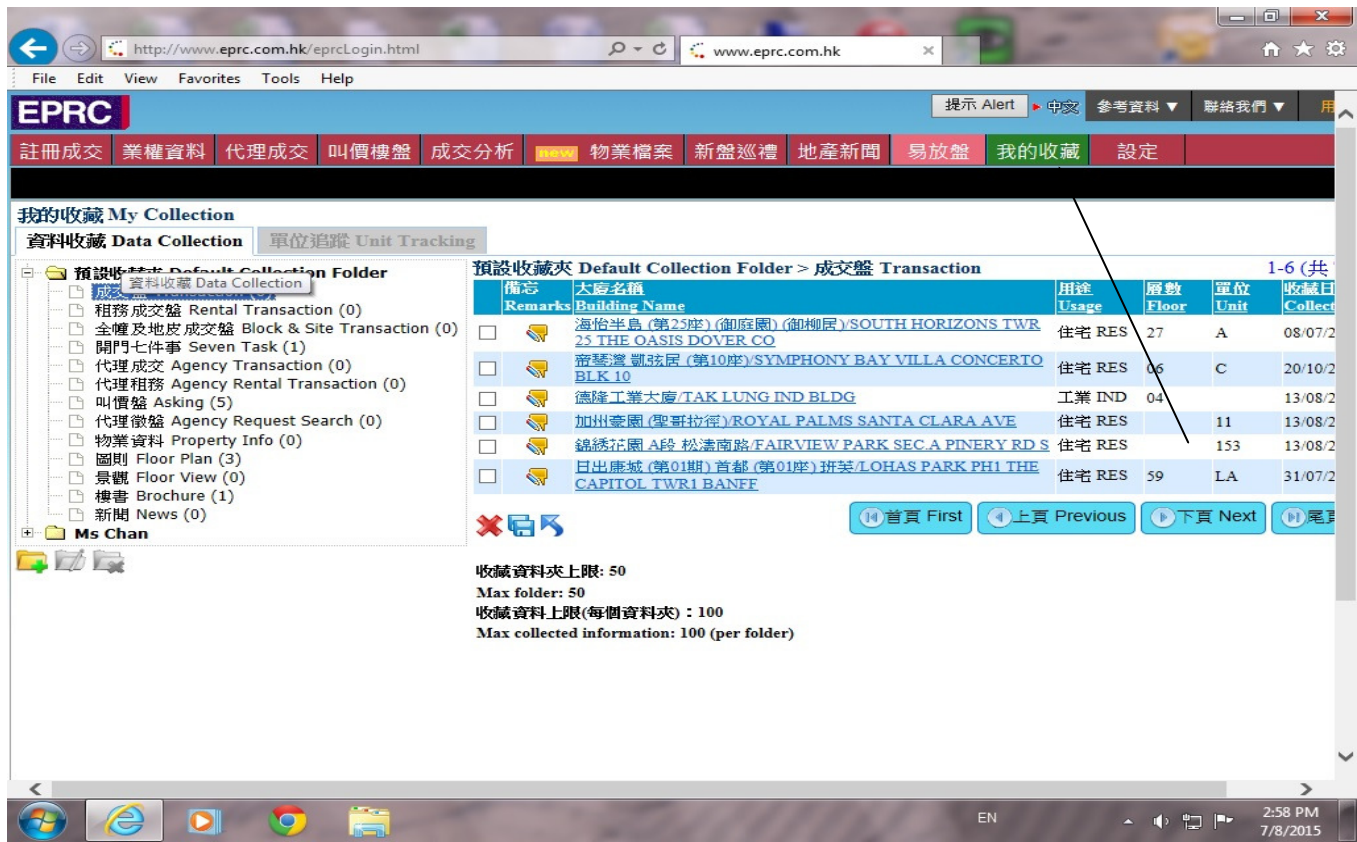 http://www.eprc.com.hk/eprcLogin.html
www.eprc.com.hk
File Edit View Favorites Tools Help
EPRC
提示 Alert 中文 參考資料 ▼ 聯絡我們 ▼ 用
註冊成交 業權資料 代理成交 叫價樓盤 成交分析 new 物業檔案 新盤巡禮 地產新聞 易放盤 我的收藏 設定
我的收藏 My Collection
資料收藏 Data Collection 單位追蹤 Unit Tracking
預設收藏夾 Default Collection Folder
資料收藏 Data Collection
租務成交盤 Rental Transaction (0)
全幢及地皮成交盤 Block & Site Transaction (0)
開門七件事 Seven Task (1)
代理成交 Agency Transaction (0)
代理租務 Agency Rental Transaction (0)
叫價盤 Asking (5)
代理徵盤 Agency Request Search (0)
物業資料 Property Info (0)
圖則 Floor Plan (3)
景觀 Floor View (0)
樓書 Brochure (1)
新聞 News (0)
Ms Chan
預設收藏夾 Default Collection Folder > 成交盤 Transaction 1-6 (共
備忘 大廈名稱 用途 層數 單位 收藏日
Remarks Building Name Usage Floor Unit Collect
海怡半島 (第25座) (御庭園) (御柳居)/SOUTH HORIZONS TWR
25 THE OASIS DOVER CO 住宅 RES 27 A 08/07/2
帝琴灣 凱弦居 (第10座)/SYMPHONY BAY VILLA CONCERTO
BLK 10 住宅 RES 06 C 20/10/2
德隆工業大廈/TAK LUNG IND BLDG 工業 IND 04 13/08/2
加州豪園 (聖哥拉徑)/ROYAL PALMS SANTA CLARA AVE 住宅 RES 11 13/08/2
錦綉花園 A段 松濤南路/FAIRVIEW PARK SEC.A PINERY RD S 住宅 RES 153 13/08/2
日出康城 (第01期) 首都 (第01座) 班芙/LOHAS PARK PH1 THE
CAPITOL TWR1 BANFF 住宅 RES 59 LA 31/07/2
首頁 First 上頁 Previous 下頁 Next 尾頁
收藏資料夾上限: 50
Max folder: 50
收藏資料上限(每個資料夾)：100
Max collected information: 100 (per folder)
EN
2:58 PM
7/8/2015